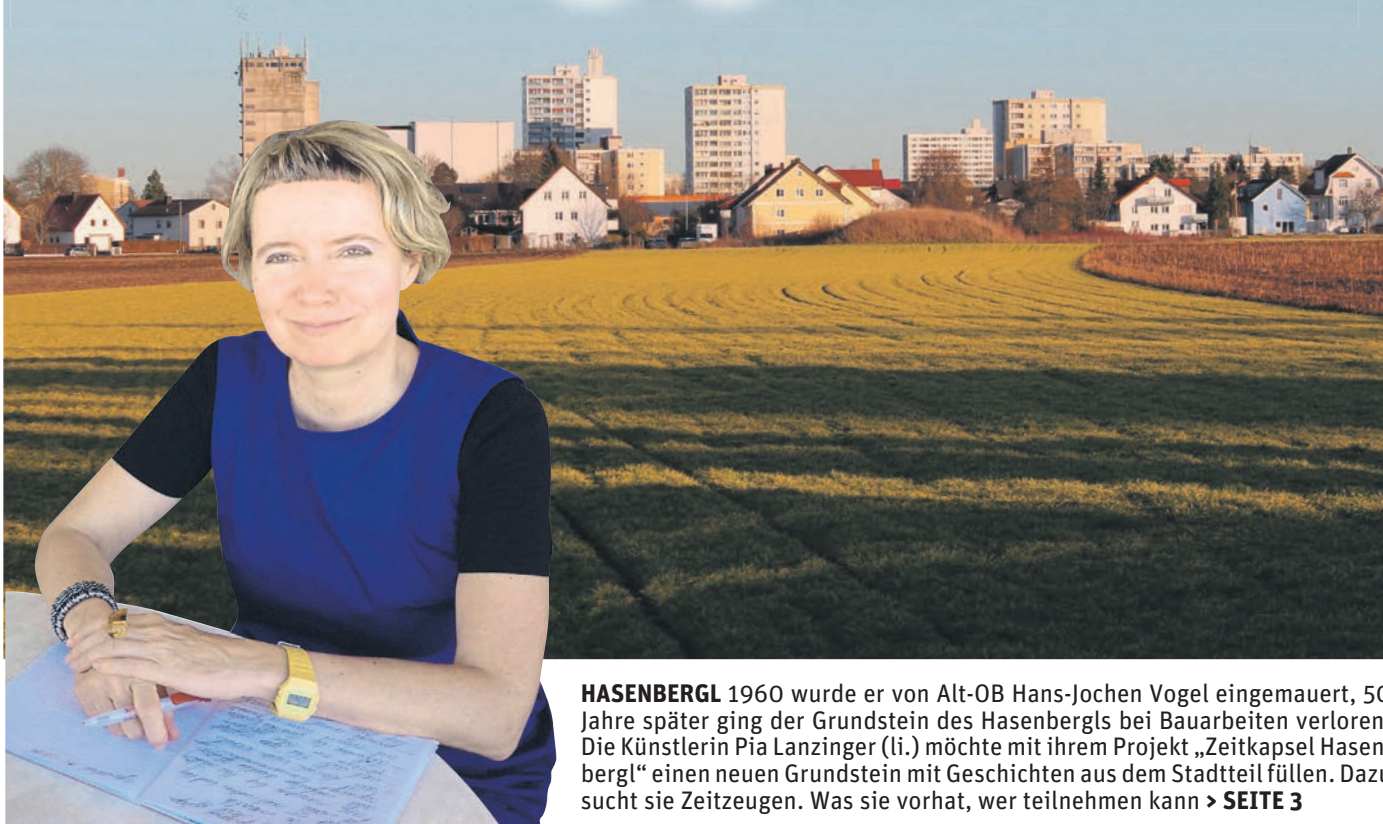 HASENBERGL 1960 wurde er von Alt-OB Hans-Jochen Vogel eingemauert, 50
Jahre später ging der Grundstein des Hasenbergls bei Bauarbeiten verloren
Die Künstlerin Pia Lanzinger (li.) möchte mit ihrem Projekt „Zeitkapsel Hasen
bergl“ einen neuen Grundstein mit Geschichten aus dem Stadtteil füllen. Dazu
sucht sie Zeitzeugen. Was sie vorhat, wer teilnehmen kann > SEITE 3